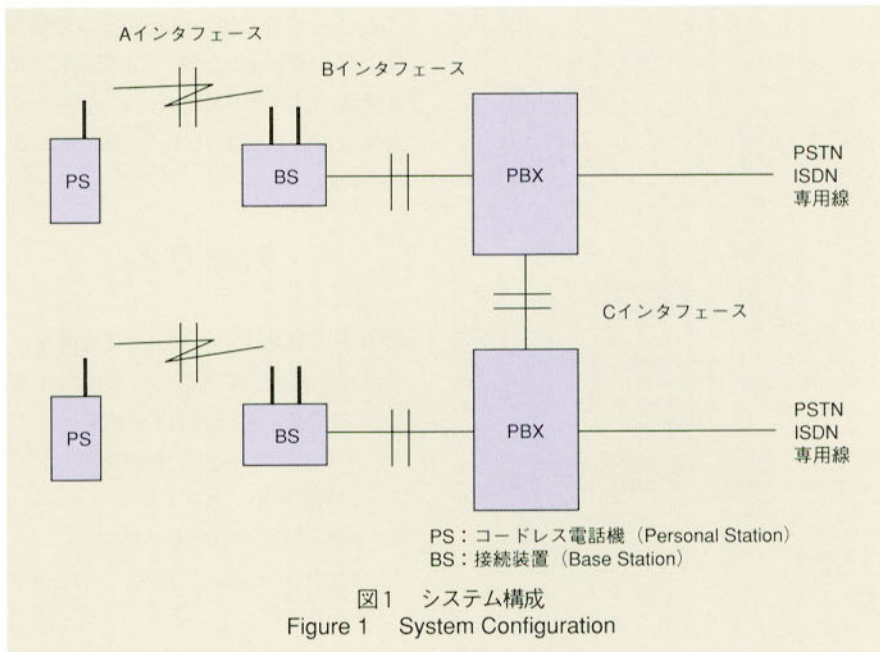 Aインタフェース
Bインタフェース
PS
BS
PBX
PSTN
ISDN
専用線
Cインタフェース
PS
BS
PBX
PSTN
ISDN
専用線
PS：コードレス電話機（Personal Station）
BS：接続装置（Base Station）
図1　システム構成
Figure 1　System Configuration